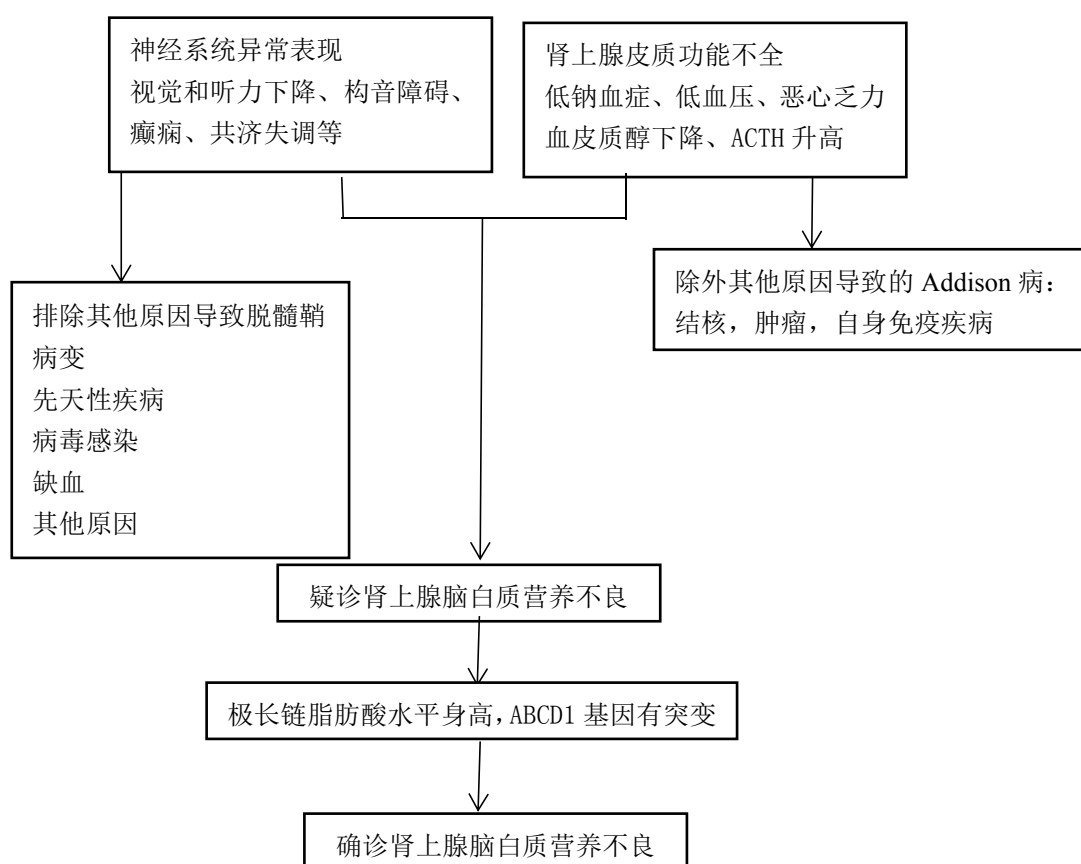 神经系统异常表现
视觉和听力下降、构音障碍、
癫痫、共济失调等
肾上腺皮质功能不全
低钠血症、低血压、恶心乏力
血皮质醇下降、ACTH 升高
排除其他原因导致脱髓鞘
病变
先天性疾病
病毒感染
缺血
其他原因
除外其他原因导致的 Addison 病：
结核，肿瘤，自身免疫疾病
疑诊肾上腺脑白质营养不良
极长链脂肪酸水平身高，ABCD1 基因有突变
确诊肾上腺脑白质营养不良